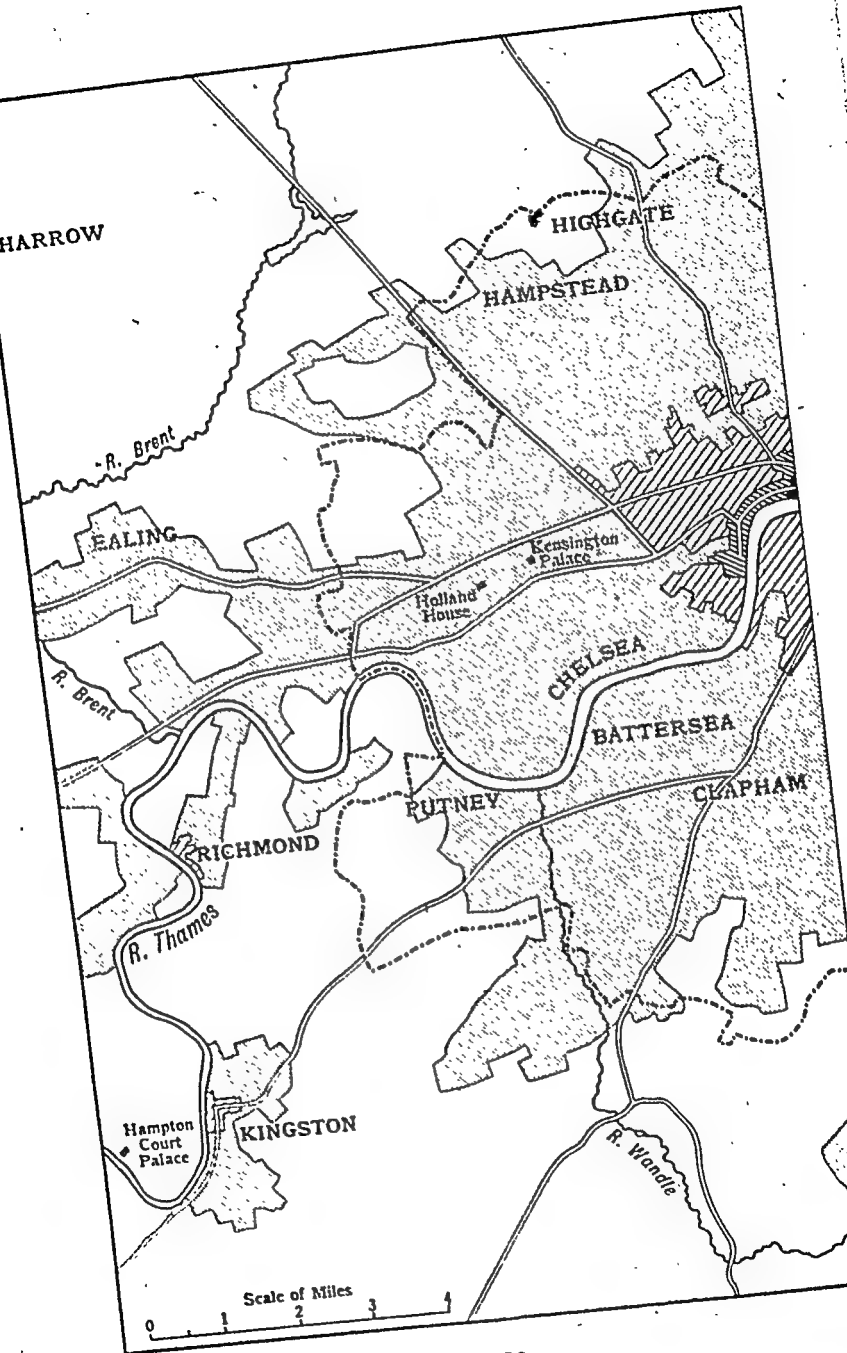 HARROW
HIGHGATE
HAMPSTEAD
R. Brent
EALING
Kensington
Palace
Holland
House
R. Brent
CHELSEA
BATTERSEA
CLAPHAM
PUTNEY
RICHMOND
R. Thames
Hampton
Court
Palace
KINGSTON
R. Wandle
Scale of Miles
0 1 2 3 4